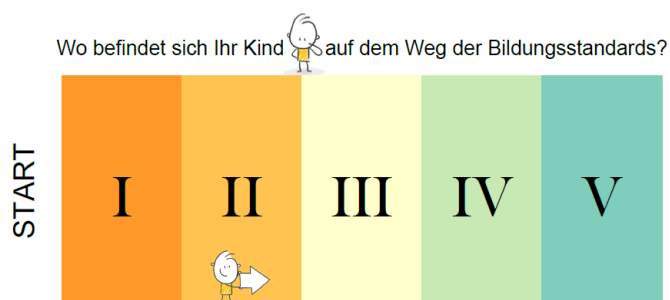 Wo befindet sich Ihr Kind auf dem Weg der Bildungsstandards?
START
I II III IV V